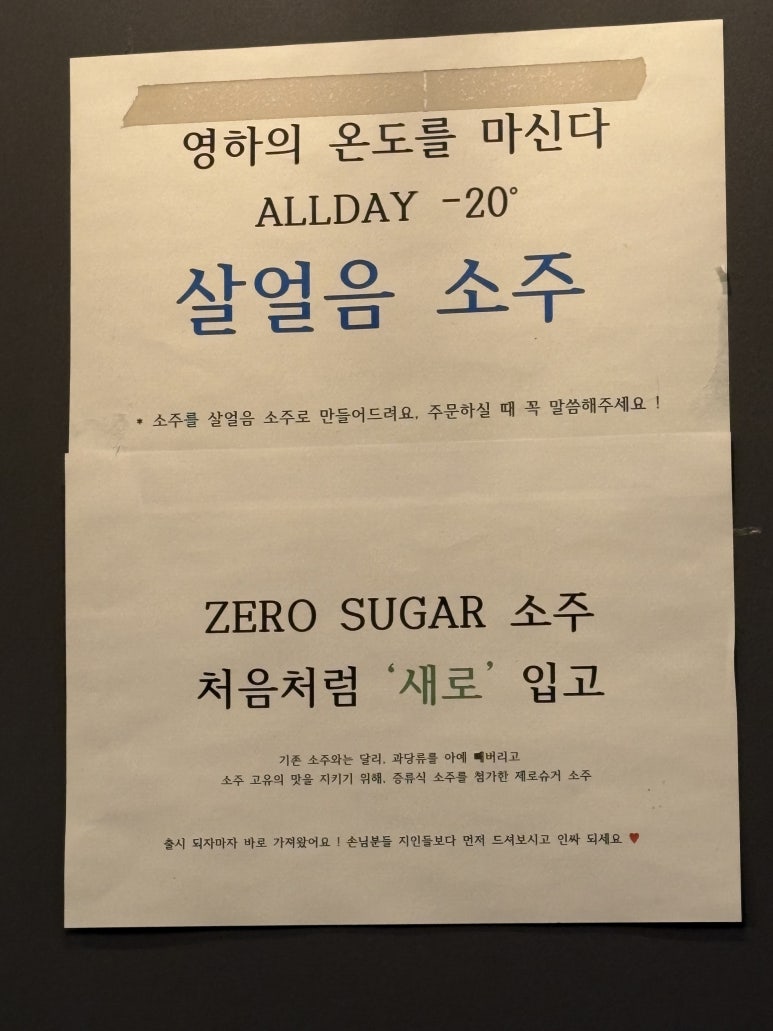 영하의 온도를 마신다
ALLDAY -20°
살얼음 소주
* 소주를 살얼음 소주로 만들어드려요, 주문하실 때 꼭 말씀해주세요 !
ZERO SUGAR 소주
처음처럼 ‘새로’ 입고
기존 소주와는 달리, 과당류를 아예 빼버리고
소주 고유의 맛을 지키기 위해, 증류식 소주를 첨가한 제로슈거 소주
출시 되자마자 바로 가져왔어요 ! 손님분들 지인들보다 먼저 드셔보시고 인싸 되세요 ♥